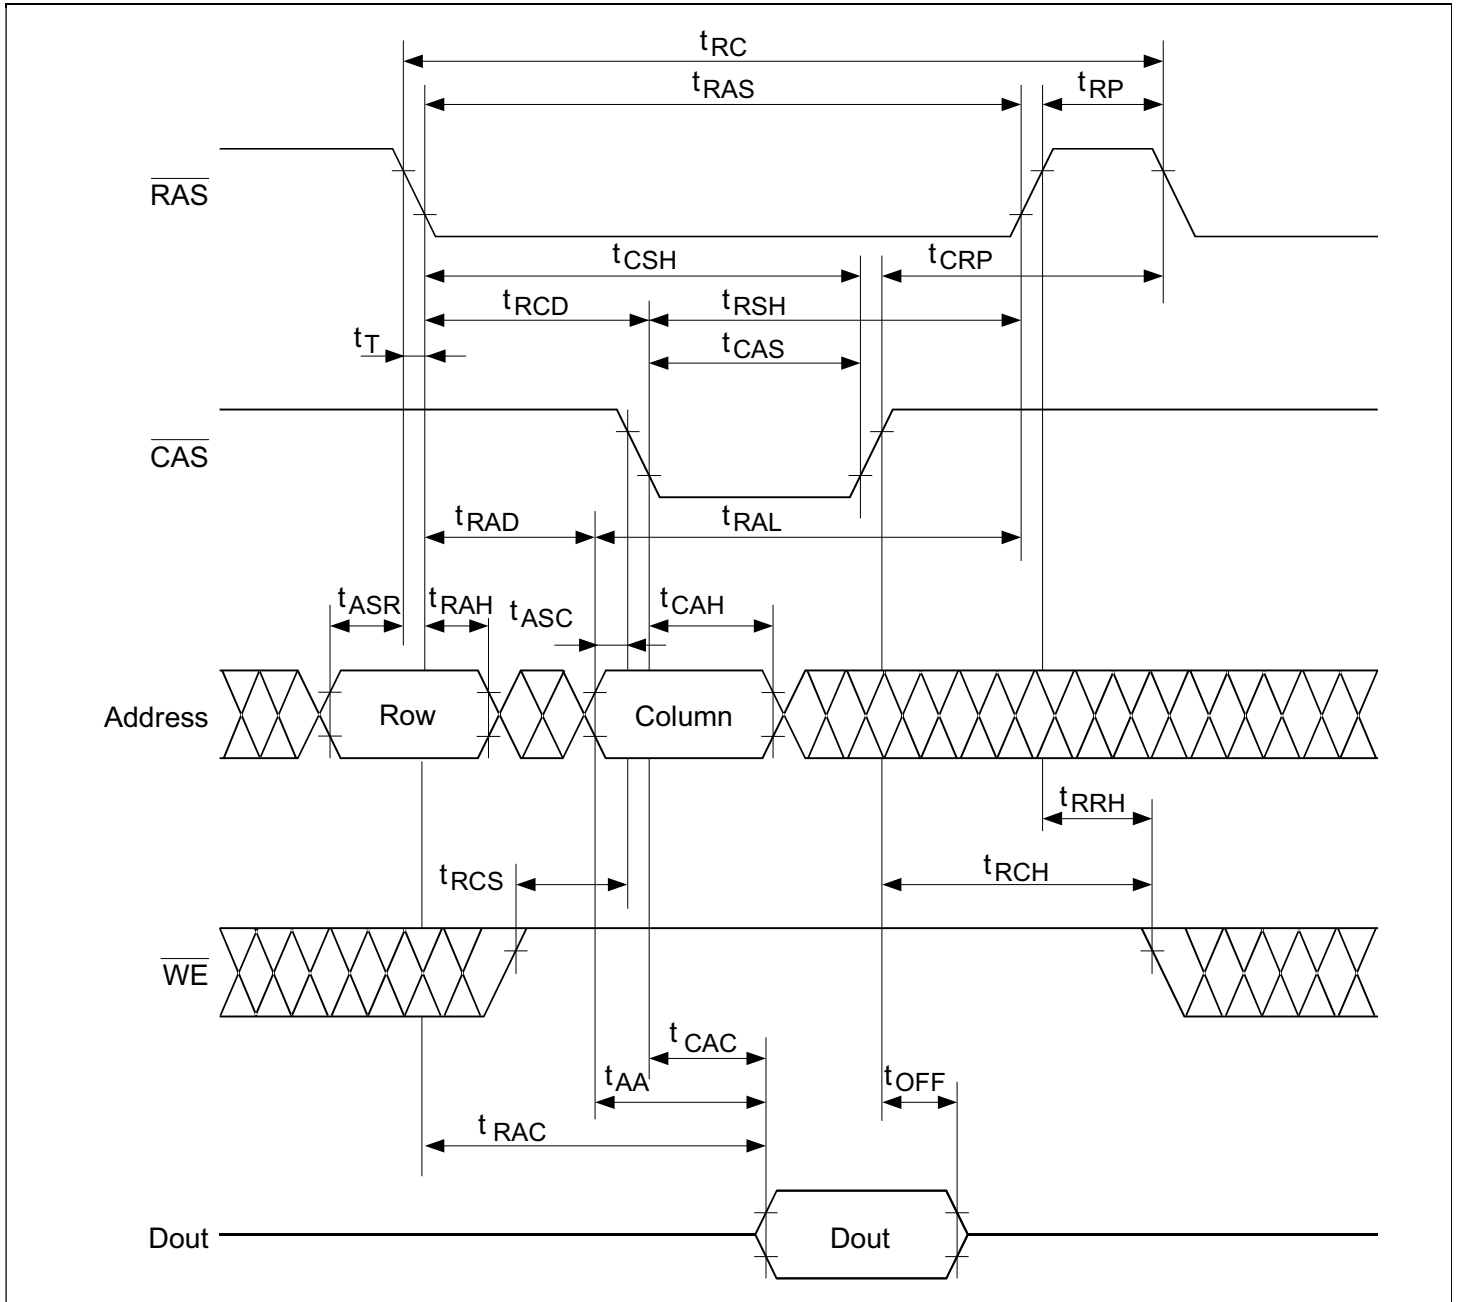 tRC
tRAS
tRP
RAS
tCSH
tCRP
tRCD
tRSH
tT
tCAS
CAS
tRAD
tRAL
tASR
tRAH
tASC
tCAH
Address
Row
Column
tRRH
tRCS
tRCH
WE
tCAC
tAA
tOFF
tRAC
Dout
Dout